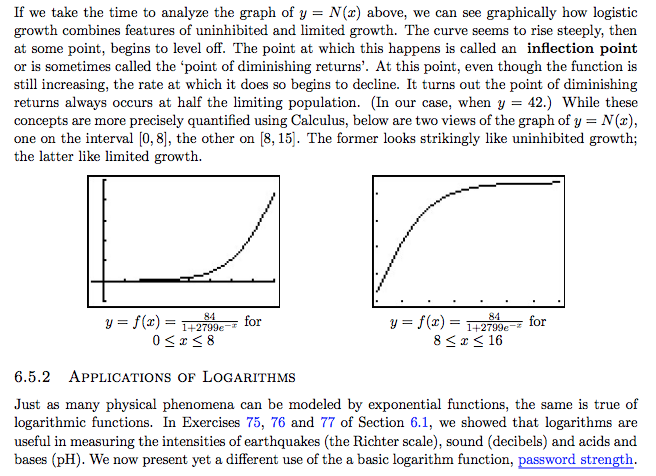 If we take the time to analyze the graph of y = N(x) above, we can see graphically how logistic
growth combines features of uninhibited and limited growth. The curve seems to rise steeply, then
at some point, begins to level off. The point at which this happens is called an inflection point
or is sometimes called the ‘point of diminishing returns’. At this point, even though the function is
still increasing, the rate at which it does so begins to decline. It turns out the point of diminishing
returns always occurs at half the limiting population. (In our case, when y = 42.) While these
concepts are more precisely quantified using Calculus, below are two views of the graph of y = N(x),
one on the interval [0, 8], the other on [8, 15]. The former looks strikingly like uninhibited growth;
the latter like limited growth.
y = f(x) = 84/(1+2799e^{-x}) for
0 ≤ x ≤ 8
y = f(x) = 84/(1+2799e^{-x}) for
8 ≤ x ≤ 16
6.5.2 Applications of Logarithms
Just as many physical phenomena can be modeled by exponential functions, the same is true of
logarithmic functions. In Exercises 75, 76 and 77 of Section 6.1, we showed that logarithms are
useful in measuring the intensities of earthquakes (the Richter scale), sound (decibels) and acids and
bases (pH). We now present yet a different use of the a basic logarithm function, password strength.